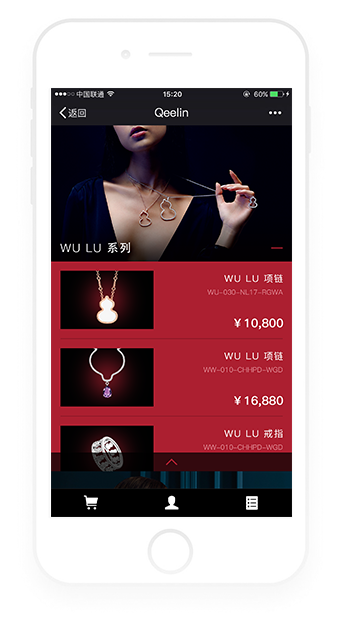 中国联通 15:20 60%
返回 Qeelin
WU LU 系列
WU LU 项链
WU-030-NL17-RGWA
￥10,800
WU LU 项链
WW-010-CHHPD-WGD
￥16,880
WU LU 戒指
WW-010-CHHPD-WGD